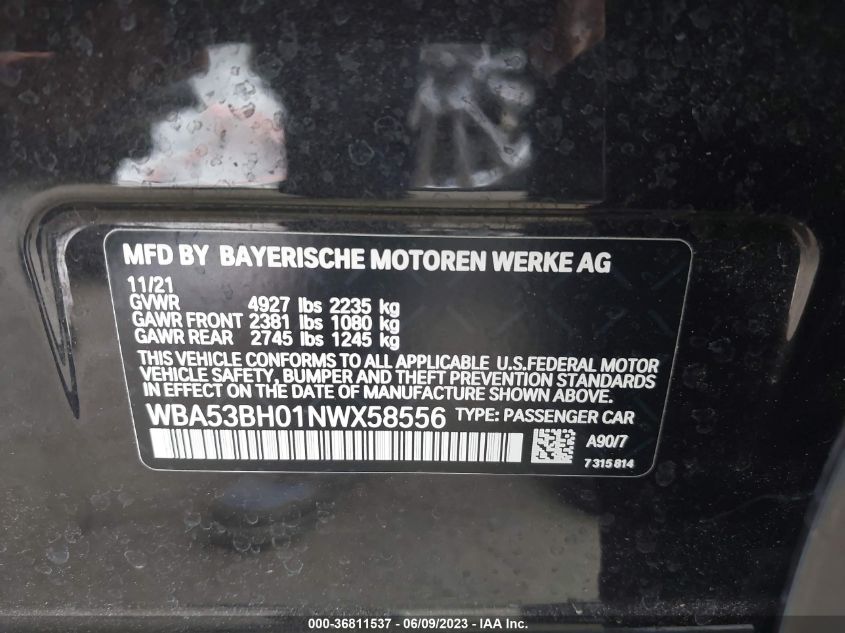 MFD BY BAYERISCHE MOTOREN WERKE AG
11/21
GVWR 4927 lbs 2235 kg
GAWR FRONT 2381 lbs 1080 kg
GAWR REAR 2745 lbs 1245 kg
THIS VEHICLE CONFORMS TO ALL APPLICABLE U.S.FEDERAL MOTOR
VEHICLE SAFETY, BUMPER AND THEFT PREVENTION STANDARDS
IN EFFECT ON THE DATE OF MANUFACTURE SHOWN ABOVE.
WBA53BH01NWX58556 TYPE: PASSENGER CAR
A90/7
7 315 814
000-36811537 - 06/09/2023 - © IAA Inc.